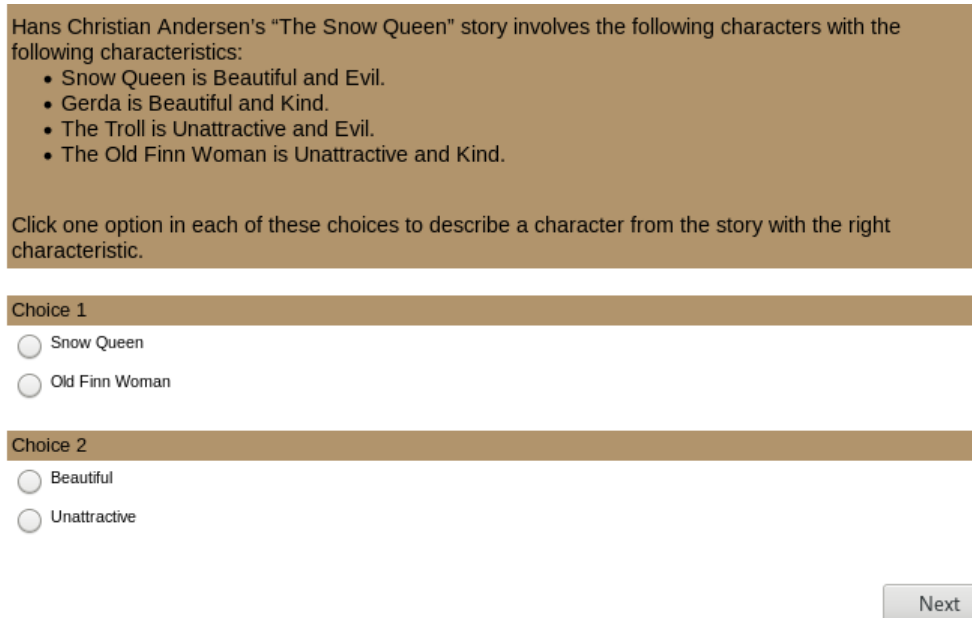 Hans Christian Andersen’s “The Snow Queen” story involves the following characters with the
following characteristics:
• Snow Queen is Beautiful and Evil.
• Gerda is Beautiful and Kind.
• The Troll is Unattractive and Evil.
• The Old Finn Woman is Unattractive and Kind.
Click one option in each of these choices to describe a character from the story with the right
characteristic.
Choice 1
Snow Queen
Old Finn Woman
Choice 2
Beautiful
Unattractive
Next